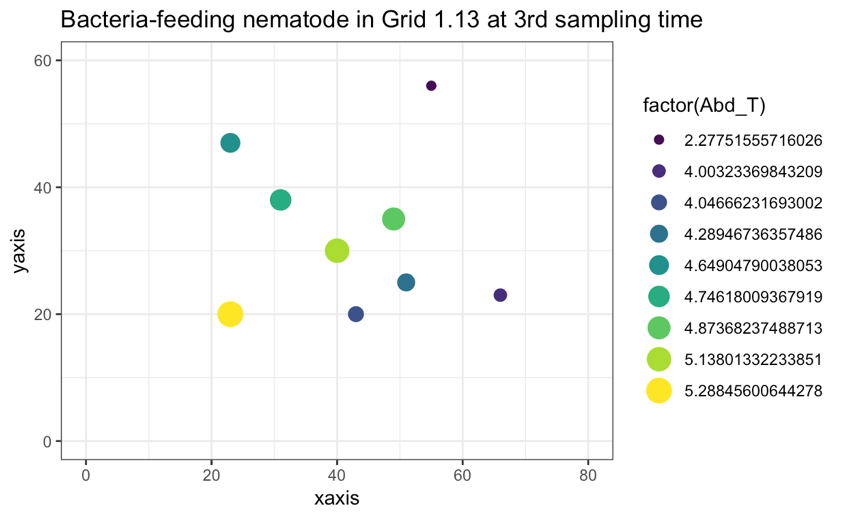 Bacteria-feeding nematode in Grid 1.13 at 3rd sampling time
60
40
20
0
yaxis
0 20 40 60 80
xaxis
factor(Abd_T)
2.27751555716026
4.00323369843209
4.04666231693002
4.28946736357486
4.64904790038053
4.74618009367919
4.87368237488713
5.13801332233851
5.28845600644278